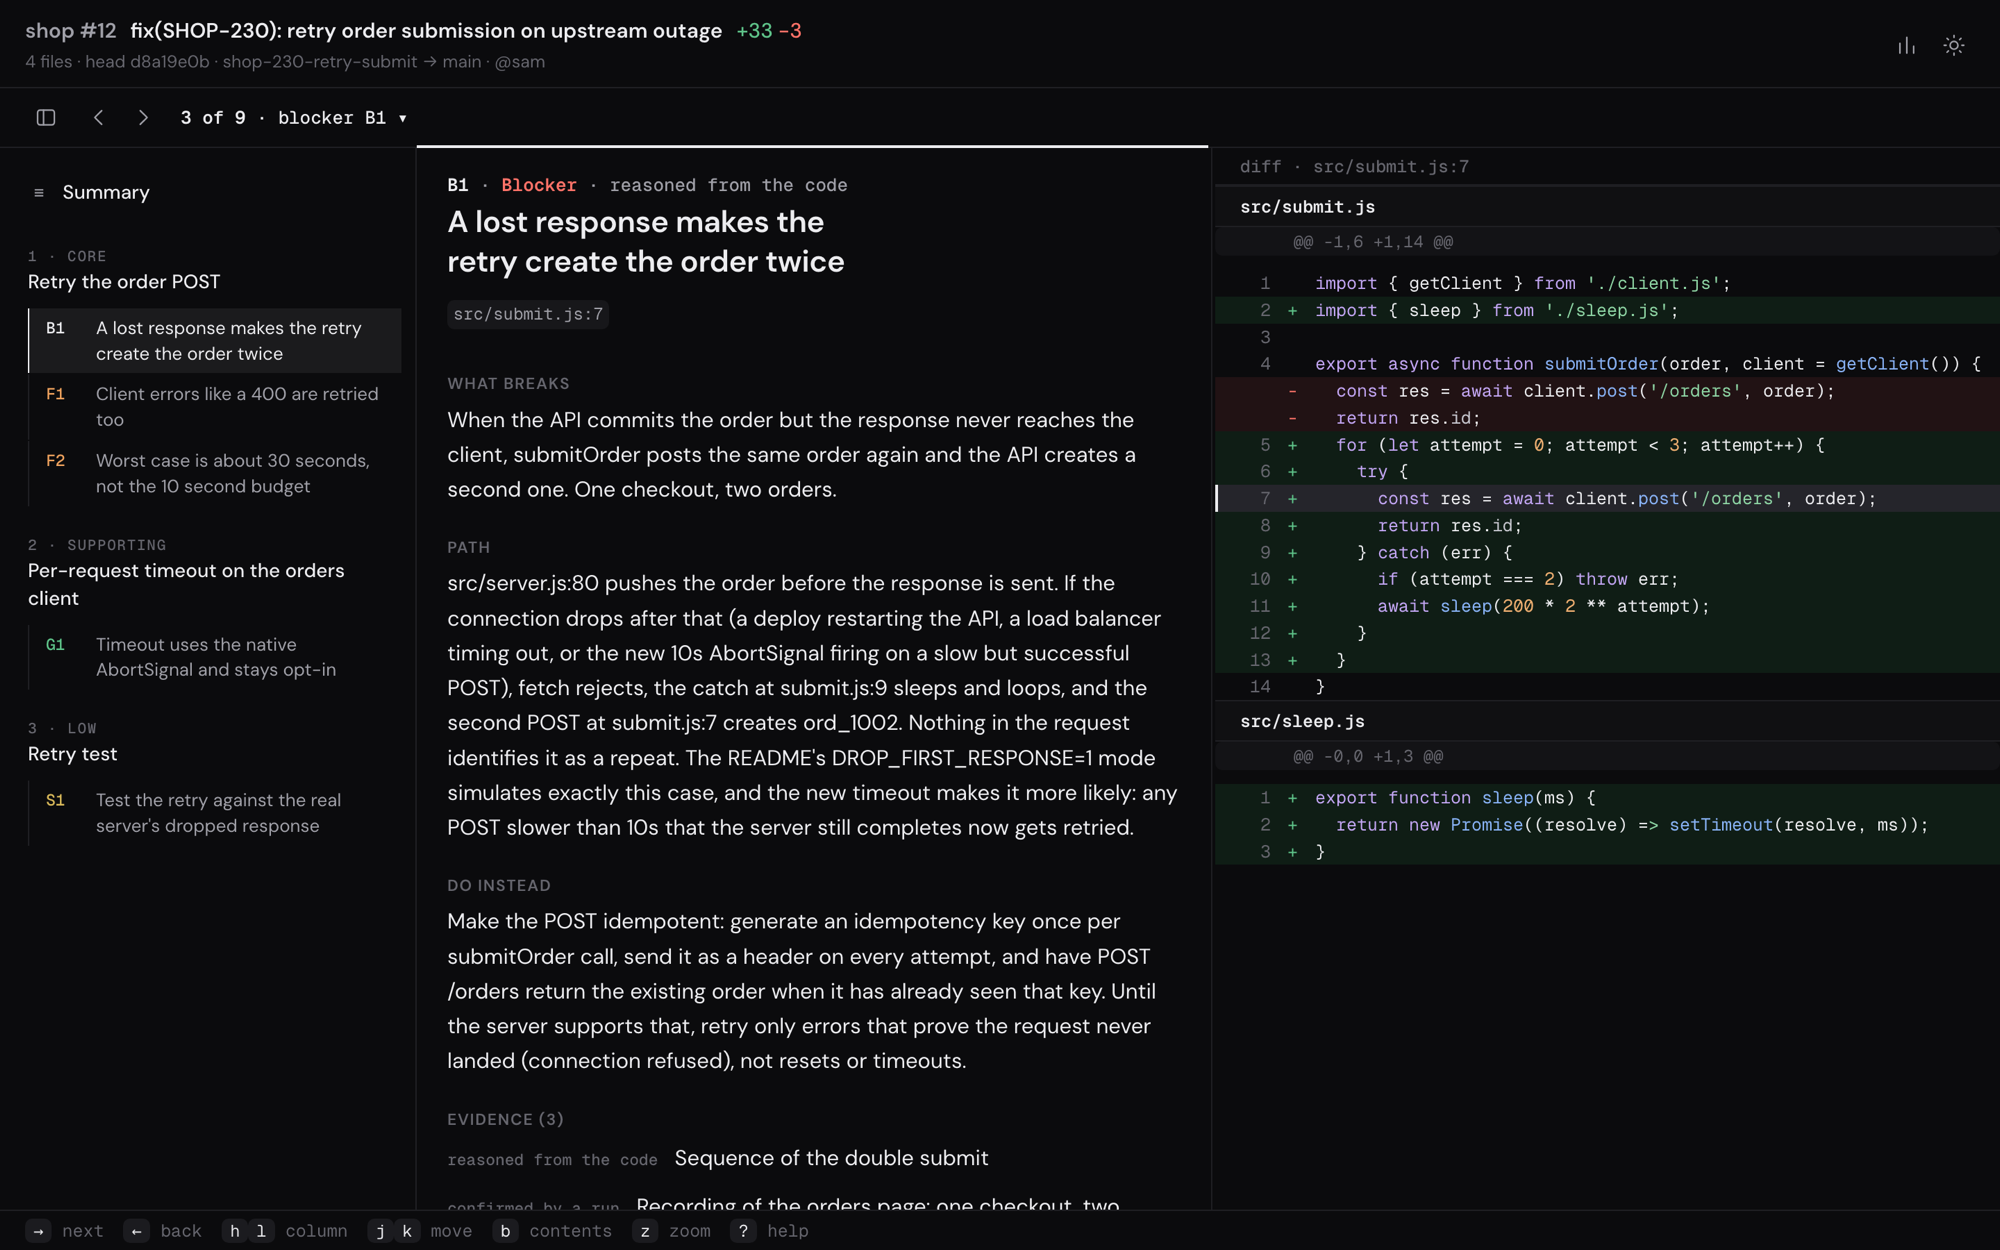 shop #12 fix(SHOP-230): retry order submission on upstream outage +33 -3
4 files · head d8a19e0b · shop-230-retry-submit → main · @sam
3 of 9 · blocker B1 ▾
≡ Summary
1 · CORE
Retry the order POST
B1 A lost response makes the retry
create the order twice
F1 Client errors like a 400 are retried
too
F2 Worst case is about 30 seconds,
not the 10 second budget
2 · SUPPORTING
Per-request timeout on the orders
client
G1 Timeout uses the native
AbortSignal and stays opt-in
3 · LOW
Retry test
S1 Test the retry against the real
server's dropped response
B1 · Blocker · reasoned from the code
A lost response makes the
retry create the order twice
src/submit.js:7
WHAT BREAKS
When the API commits the order but the response never reaches the
client, submitOrder posts the same order again and the API creates a
second one. One checkout, two orders.
PATH
src/server.js:80 pushes the order before the response is sent. If the
connection drops after that (a deploy restarting the API, a load balancer
timing out, or the new 10s AbortSignal firing on a slow but successful
POST), fetch rejects, the catch at submit.js:9 sleeps and loops, and the
second POST at submit.js:7 creates ord_1002. Nothing in the request
identifies it as a repeat. The README's DROP_FIRST_RESPONSE=1 mode
simulates exactly this case, and the new timeout makes it more likely: any
POST slower than 10s that the server still completes now gets retried.
DO INSTEAD
Make the POST idempotent: generate an idempotency key once per
submitOrder call, send it as a header on every attempt, and have POST
/orders return the existing order when it has already seen that key. Until
the server supports that, retry only errors that prove the request never
landed (connection refused), not resets or timeouts.
EVIDENCE (3)
reasoned from the code Sequence of the double submit
confirmed by a run Recording of the orders page: one checkout, two
diff · src/submit.js:7
src/submit.js
@@ -1,6 +1,14 @@
1 import { getClient } from './client.js';
2 + import { sleep } from './sleep.js';
3
4 export async function submitOrder(order, client = getClient()) {
- const res = await client.post('/orders', order);
- return res.id;
5 + for (let attempt = 0; attempt < 3; attempt++) {
6 + try {
7 + const res = await client.post('/orders', order);
8 + return res.id;
9 + } catch (err) {
10 + if (attempt === 2) throw err;
11 + await sleep(200 * 2 ** attempt);
12 + }
13 + }
14 }
src/sleep.js
@@ -0,0 +1,3 @@
1 + export function sleep(ms) {
2 + return new Promise((resolve) => setTimeout(resolve, ms));
3 + }
→ next ← back h l column j k move b contents z zoom ? help